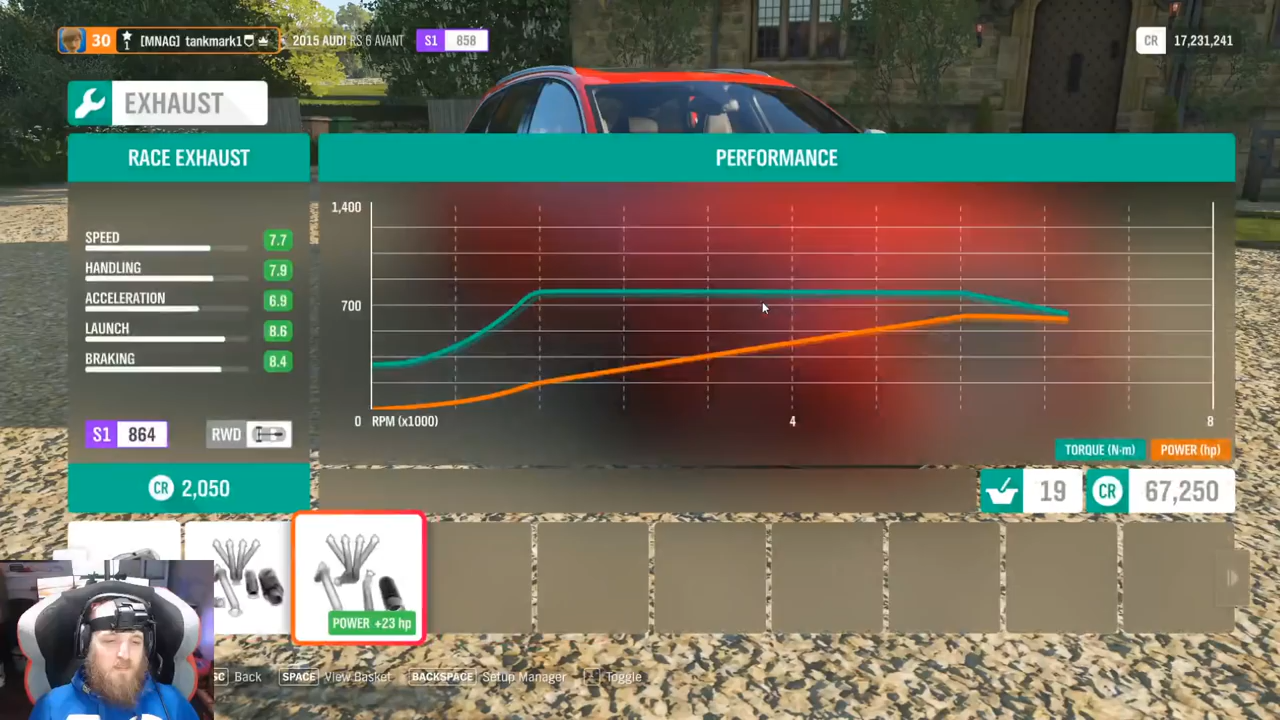 30 [MNAG] tankmark1 2015 AUDI RS 6 AVANT S1 858
CR 17,231,241
EXHAUST
RACE EXHAUST
PERFORMANCE
SPEED 7.7
HANDLING 7.9
ACCELERATION 6.9
LAUNCH 8.6
BRAKING 8.4
S1 864 RWD
CR 2,050
1,400
700
0 RPM (x1000) 4 8
TORQUE (N·m) POWER (hp)
19 CR 67,250
POWER +23 hp
Back SPACE View Basket BACKSPACE Setup Manager Toggle